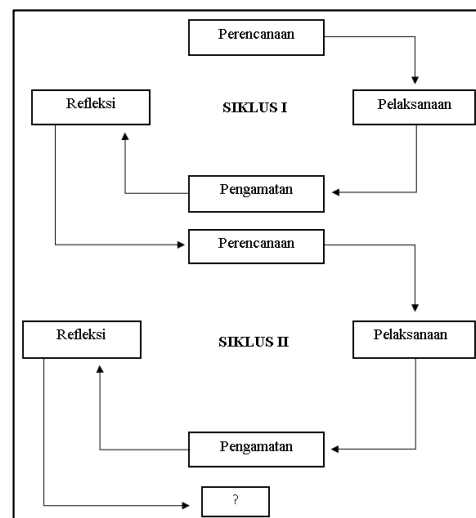 Perencanaan
Refleksi
SIKLUS I
Pelaksanaan
Pengamatan
Perencanaan
Refleksi
SIKLUS II
Pelaksanaan
Pengamatan
?